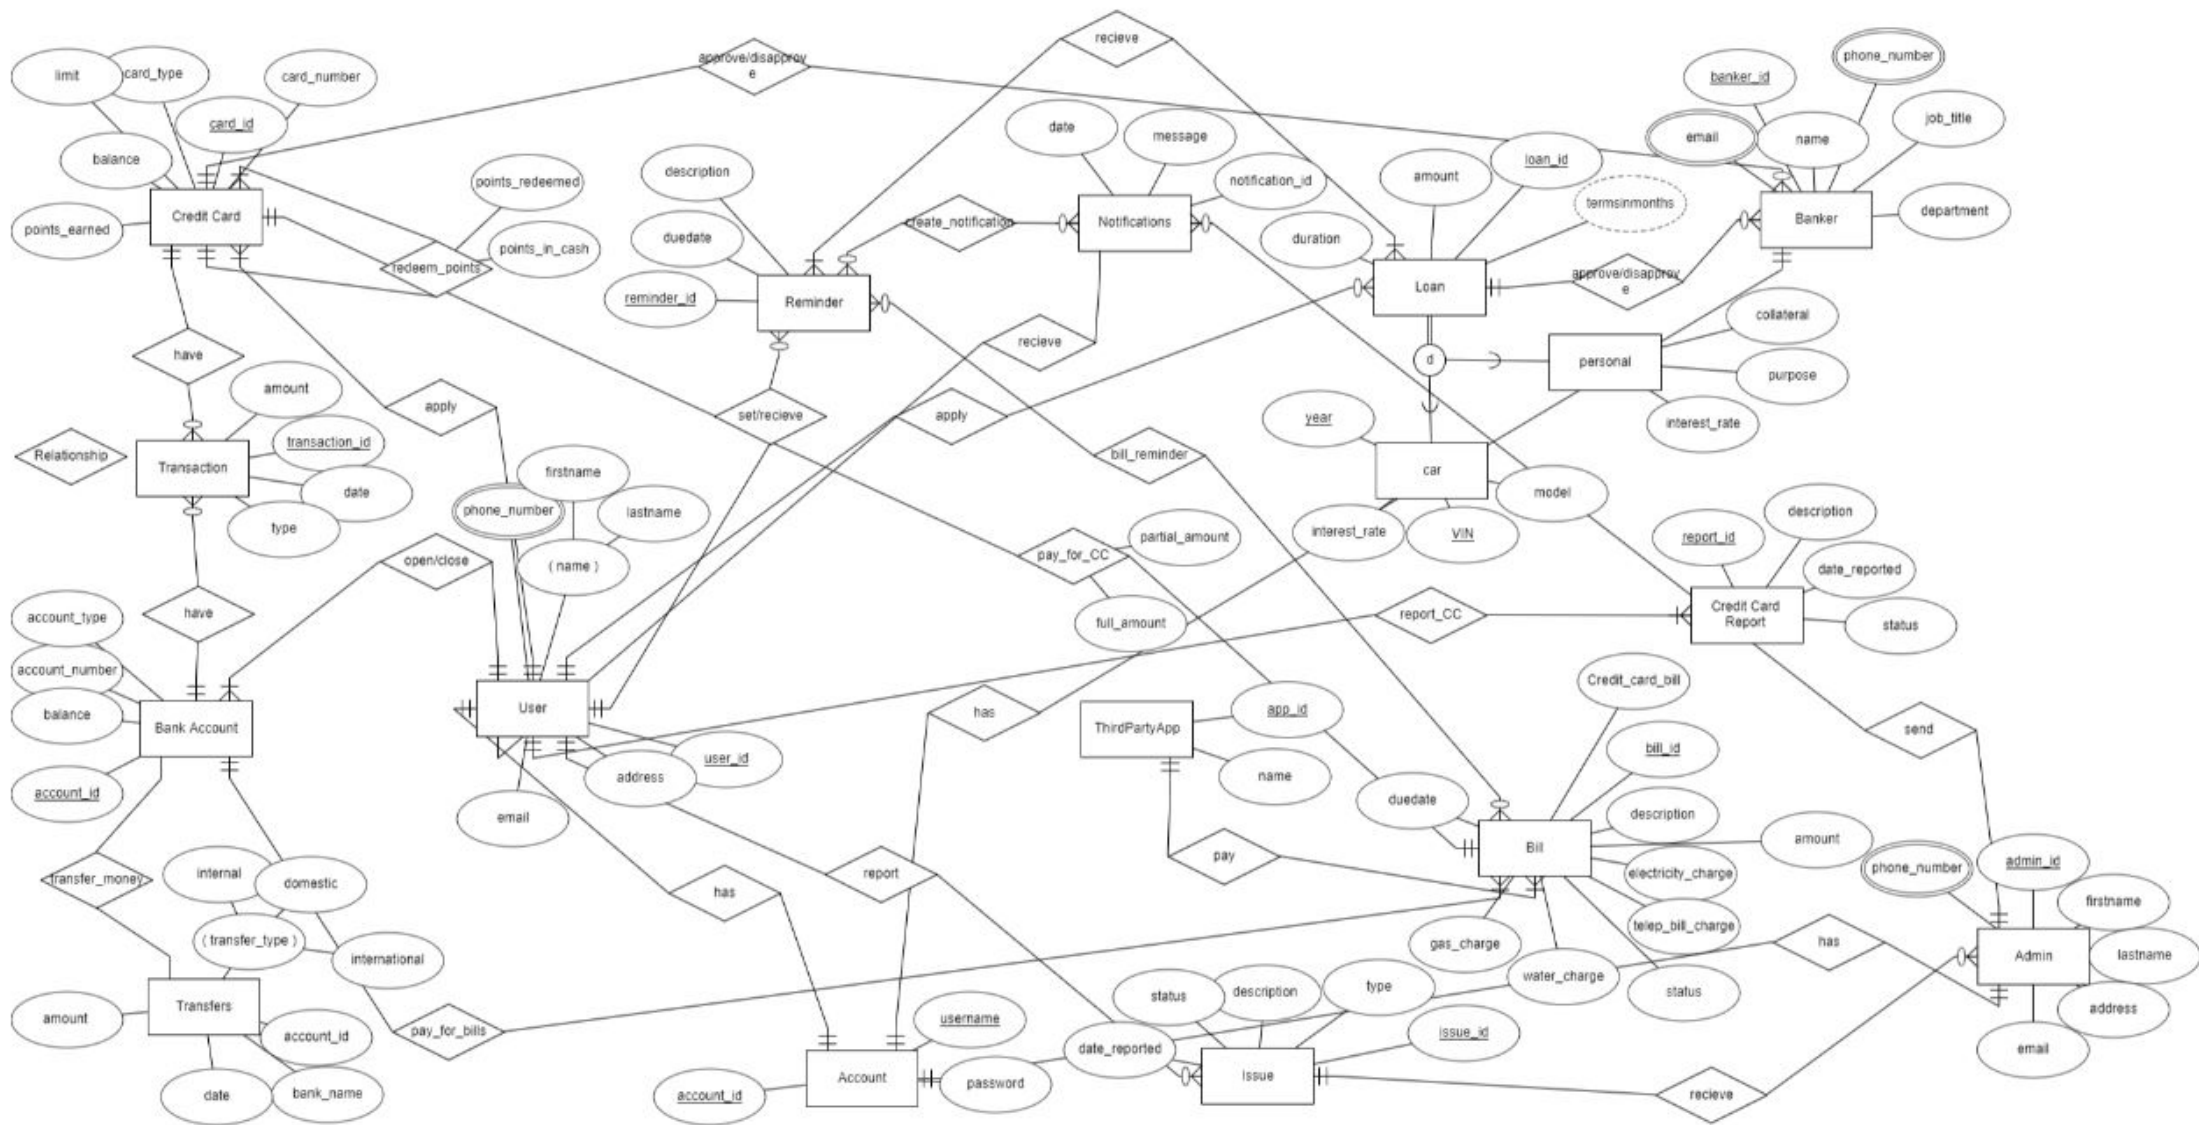 recieve
limit
card_type
card_number
approve/disapprov
e
phone_number
banker_id
card_id
date
message
email
name
job_title
balance
description
points_redeemed
amount
loan_id
notification_id
termsinmonths
Credit Card
points_earned
duedate
create_notification
Notifications
duration
Banker
department
points_in_cash
redeem_points
reminder_id
Reminder
Loan
approve/disapprov
e
have
recieve
d
personal
collateral
purpose
amount
apply
set/recieve
apply
year
interest_rate
Relationship
transaction_id
Transaction
date
type
firstname
bill_reminder
car
model
phone_number
lastname
partial_amount
interest_rate
VIN
report_id
description
open/close
( name )
pay_for_CC
date_reported
account_type
have
full_amount
report_CC
Credit Card
Report
status
account_number
Credit_card_bill
balance
Bank Account
User
has
app_id
ThirdPartyApp
send
bill_id
account_id
address
user_id
name
email
duedate
description
Bill
amount
transfer_money
internal
domestic
has
report
pay
electricity_charge
phone_number
admin_id
firstname
( transfer_type )
international
gas_charge
telep_bill_charge
has
Admin
lastname
water_charge
status
Transfers
amount
status
description
type
address
account_id
pay_for_bills
username
date_reported
issue_id
email
date
bank_name
account_id
Account
password
issue
recieve